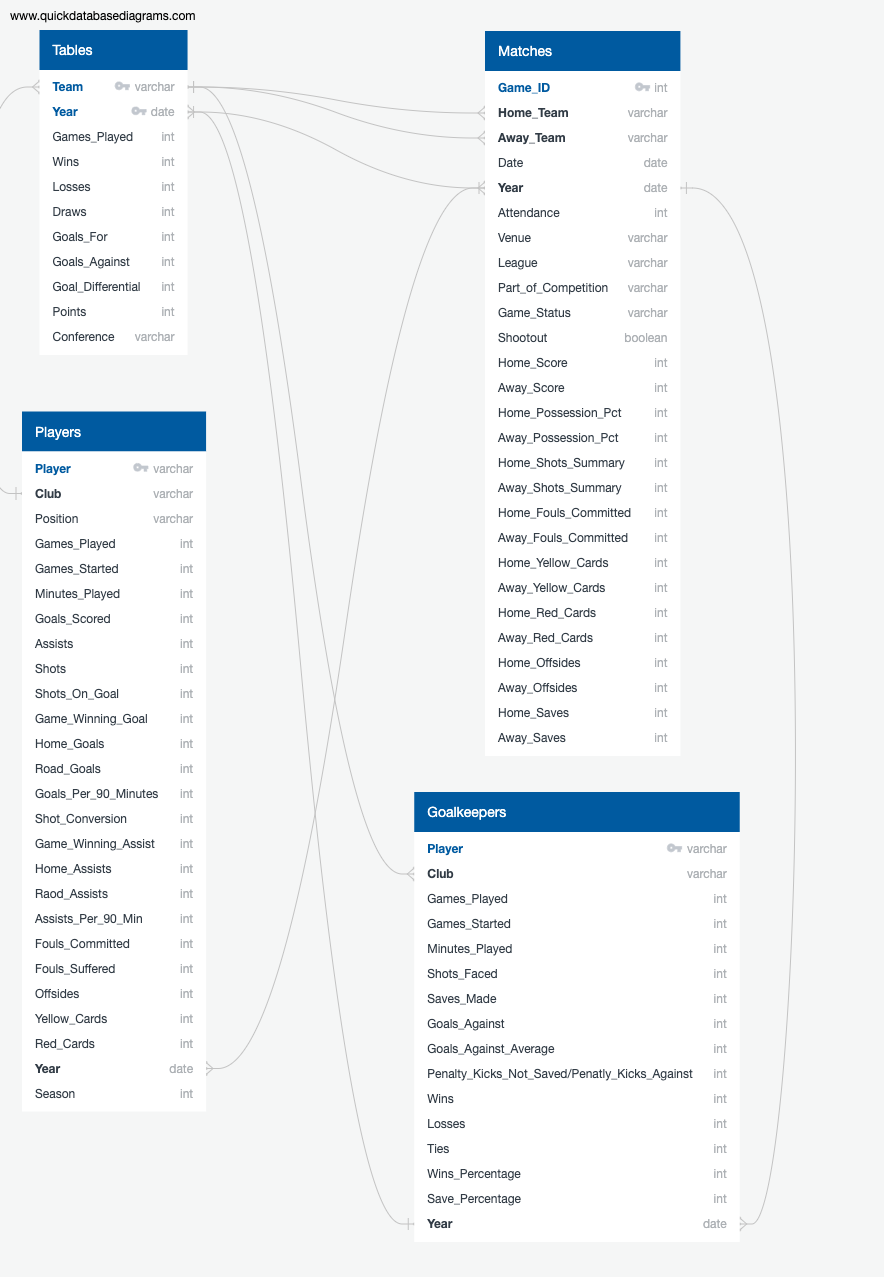 www.quickdatabasediagrams.com
Tables
Team varchar
Year date
Games_Played int
Wins int
Losses int
Draws int
Goals_For int
Goals_Against int
Goal_Differential int
Points int
Conference varchar
Matches
Game_ID int
Home_Team varchar
Away_Team varchar
Date date
Year date
Attendance int
Venue varchar
League varchar
Part_of_Competition varchar
Game_Status varchar
Shootout boolean
Home_Score int
Away_Score int
Home_Possession_Pct int
Away_Possession_Pct int
Home_Shots_Summary int
Away_Shots_Summary int
Home_Fouls_Committed int
Away_Fouls_Committed int
Home_Yellow_Cards int
Away_Yellow_Cards int
Home_Red_Cards int
Away_Red_Cards int
Home_Offsides int
Away_Offsides int
Home_Saves int
Away_Saves int
Players
Player varchar
Club varchar
Position varchar
Games_Played int
Games_Started int
Minutes_Played int
Goals_Scored int
Assists int
Shots int
Shots_On_Goal int
Game_Winning_Goal int
Home_Goals int
Road_Goals int
Goals_Per_90_Minutes int
Shot_Conversion int
Game_Winning_Assist int
Home_Assists int
Raod_Assists int
Assists_Per_90_Min int
Fouls_Committed int
Fouls_Suffered int
Offsides int
Yellow_Cards int
Red_Cards int
Year date
Season int
Goalkeepers
Player varchar
Club varchar
Games_Played int
Games_Started int
Minutes_Played int
Shots_Faced int
Saves_Made int
Goals_Against int
Goals_Against_Average int
Penalty_Kicks_Not_Saved/Penatly_Kicks_Against int
Wins int
Losses int
Ties int
Wins_Percentage int
Save_Percentage int
Year date